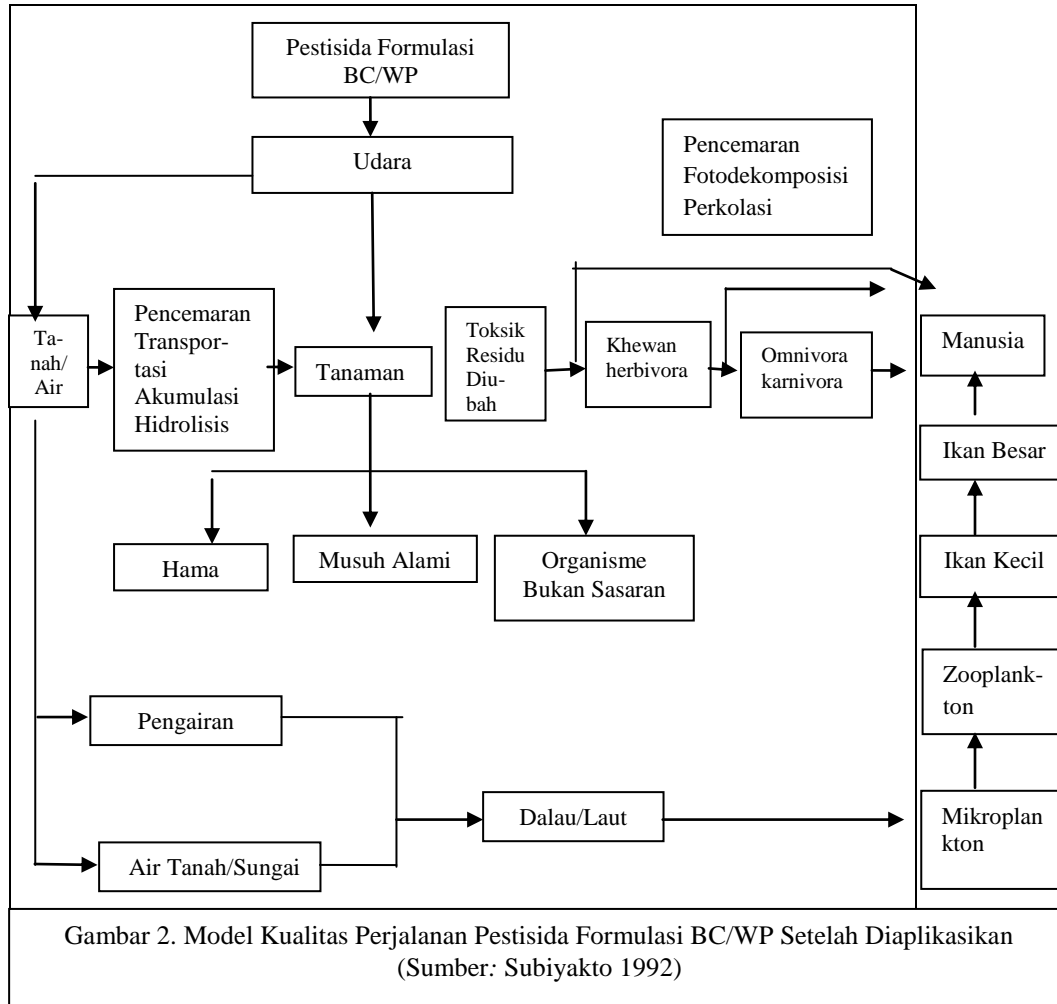 Pestisida Formulasi
BC/WP
Udara
Pencemaran
Fotodekomposisi
Perkolasi
Ta-
nah/
Air
Pencemaran
Transpor-
tasi
Akumulasi
Hidrolisis
Tanaman
Toksik
Residu
Diu-
bah
Khewan
herbivora
Omnivora
karnivora
Manusia
Ikan Besar
Hama
Musuh Alami
Organisme
Bukan Sasaran
Ikan Kecil
Zooplank-
ton
Pengairan
Dalau/Laut
Mikroplan
kton
Air Tanah/Sungai
Gambar 2. Model Kualitas Perjalanan Pestisida Formulasi BC/WP Setelah Diaplikasikan
(Sumber: Subiyakto 1992)